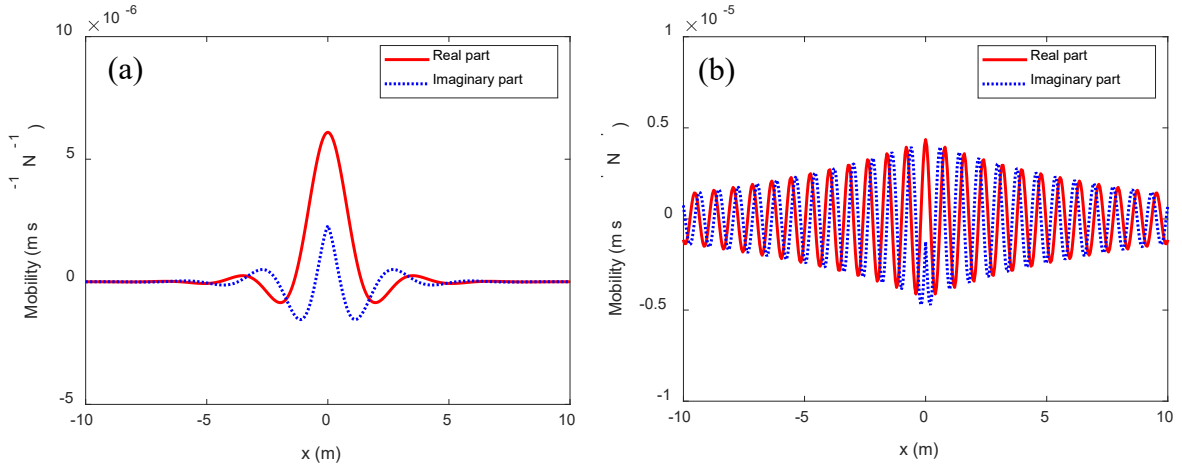 × 10 -6
10
(a)
Real part
Imaginary part
5
0
-5
Mobility (m s -1 N -1 )
-10
-5
0
5
10
x (m)
× 10 -5
1
(b)
Real part
Imaginary part
0.5
0
-0.5
-1
Mobility (m s N )
-10
-5
0
5
10
x (m)